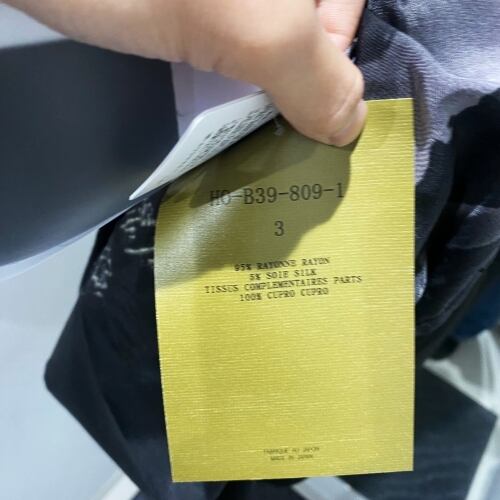 HO-B39-809-1
3
95% RAYONNE RAYON
5% SOIE SILK
TISSUS COMPLEMENTAIRES PARTS
100% CUPRO CUPRO
FABRIQUE AU JAPON
MADE IN JAPAN